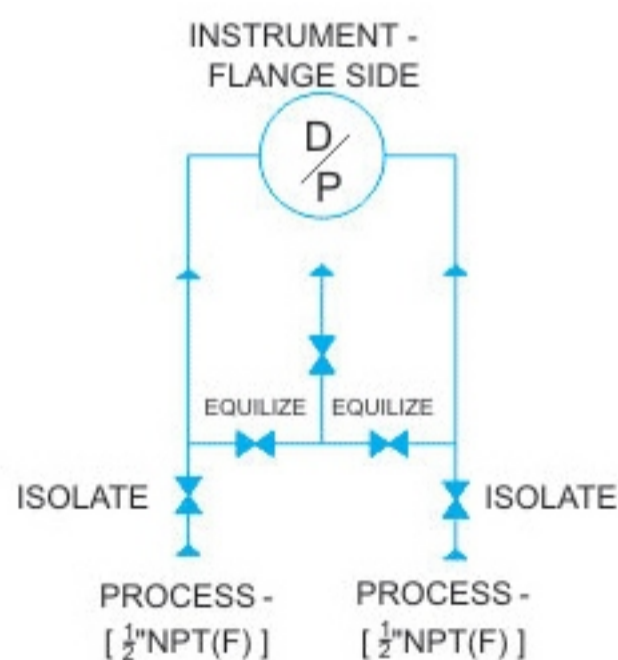 INSTRUMENT -
FLANGE SIDE
D/P
EQUILIZE EQUILIZE
ISOLATE ISOLATE
PROCESS - PROCESS -
[ ½"NPT(F) ] [ ½"NPT(F) ]